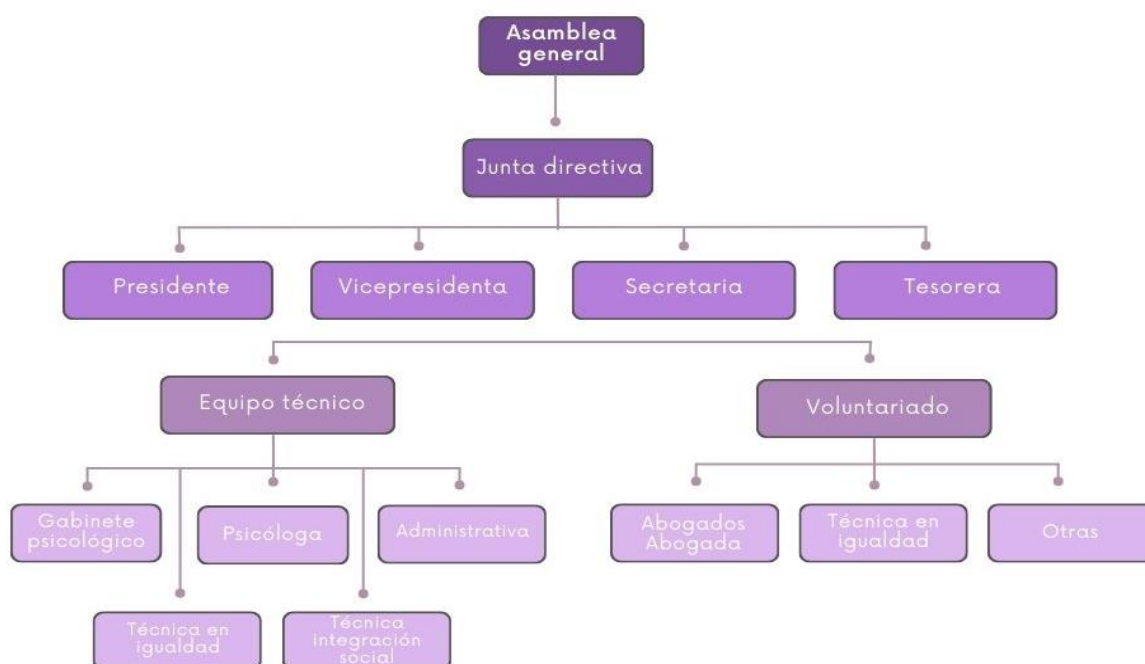 Asamblea
general
Junta directiva
Presidente
Vicepresidenta
Secretaria
Tesorera
Equipo técnico
Voluntariado
Gabinete
psicológico
Psicóloga
Administrativa
Abogados
Abogada
Técnica en
igualdad
Otras
Técnica en
igualdad
Técnica
integración
social